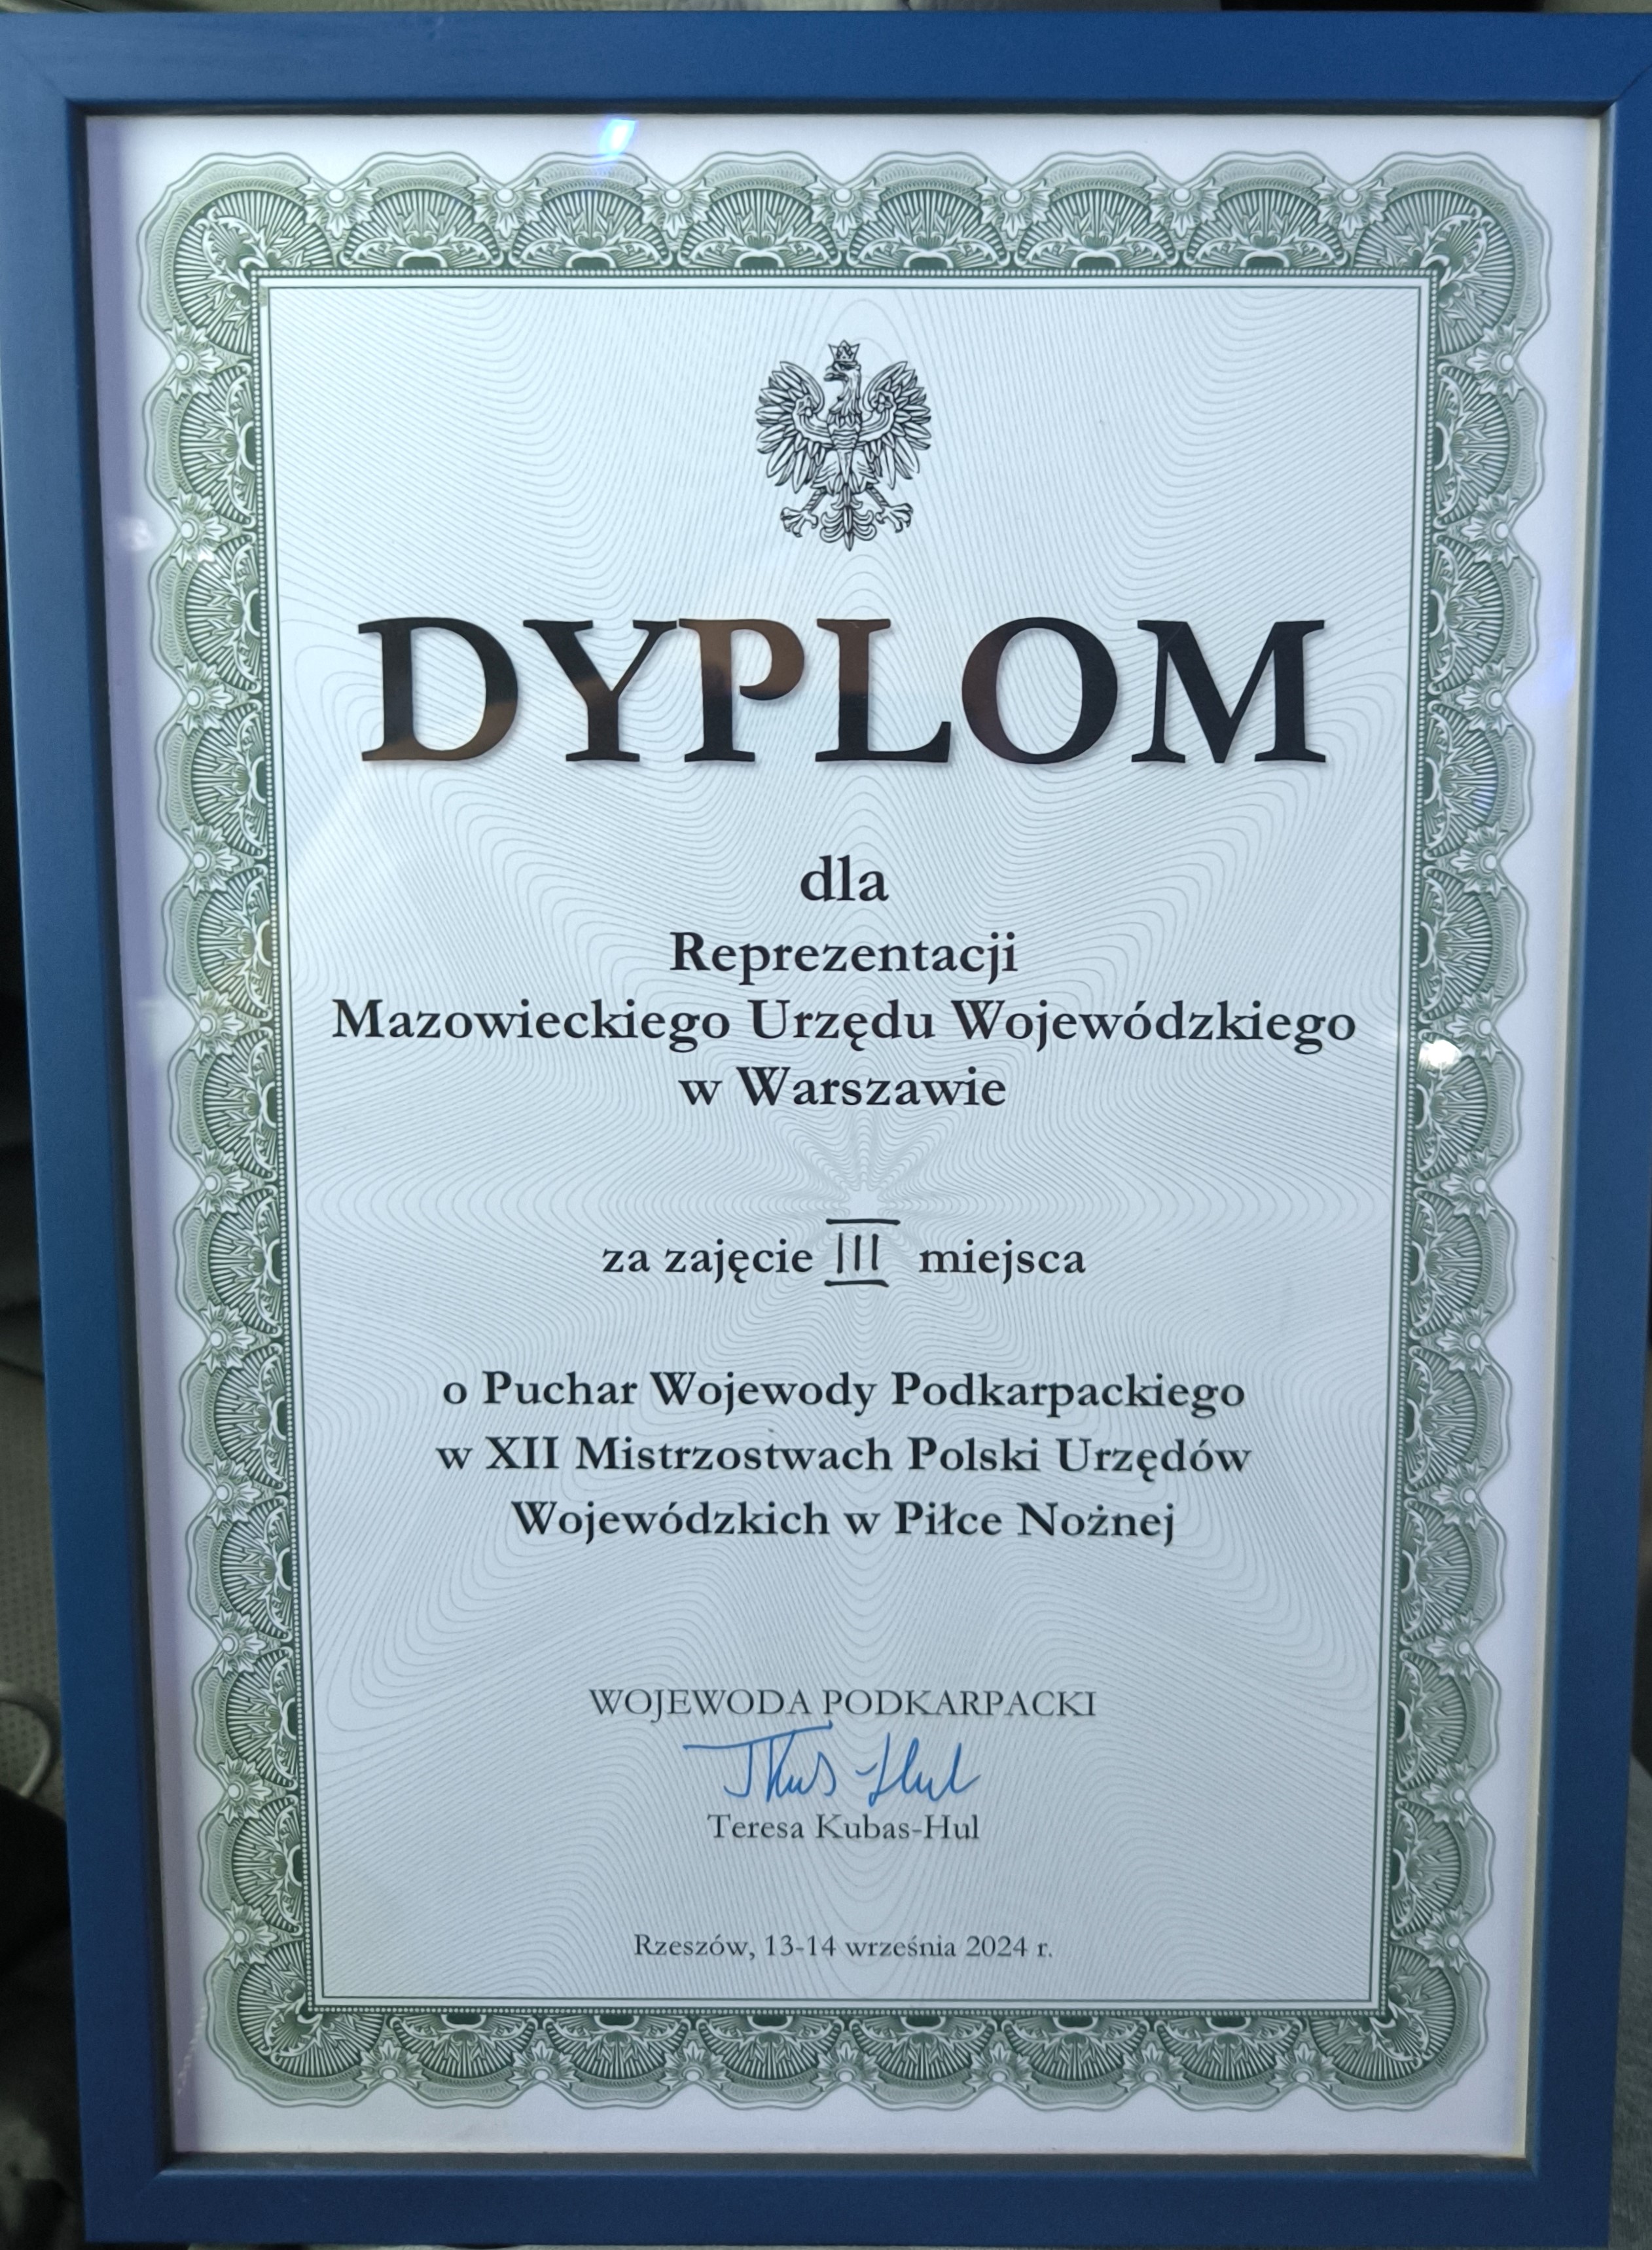 DYPLOM
dla
Reprezentacji
Mazowieckiego Urzędu Wojewódzkiego
w Warszawie
za zajęcie III miejsca
o Puchar Wojewody Podkarpackiego
w XII Mistrzostwach Polski Urzędów
Wojewódzkich w Piłce Nożnej
WOJEWODA PODKARPACKI
Teresa Kubas-Hul
Rzeszów, 13-14 września 2024 r.